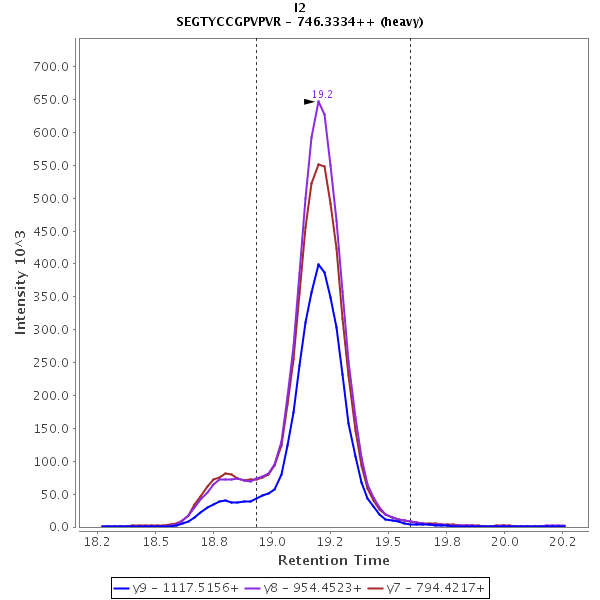 I2
SEGTYCCGPVPVR – 746.3334++ (heavy)
700.0
650.0
600.0
550.0
500.0
450.0
400.0
350.0
300.0
250.0
200.0
150.0
100.0
50.0
0.0
Intensity 10^3
19.2
18.2 18.5 18.8 19.0 19.2 19.5 19.8 20.0 20.2
Retention Time
y9 – 1117.5156+ y8 – 954.4523+ y7 – 794.4217+